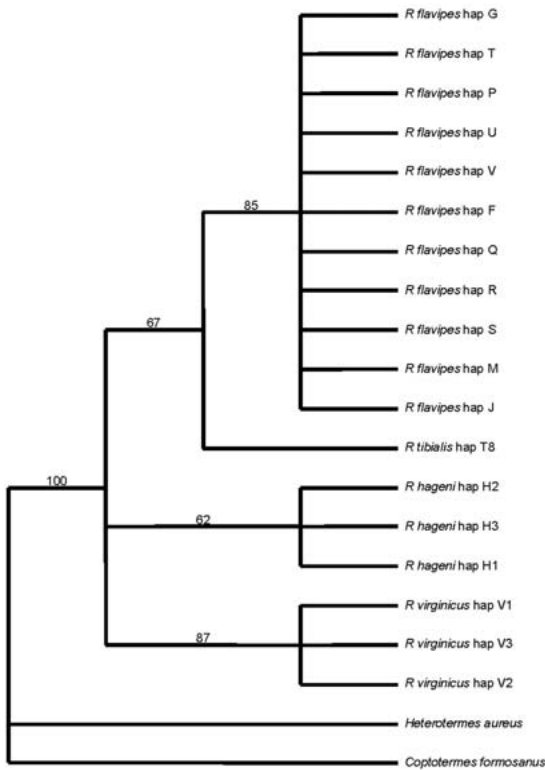 R flavipes hap G
R flavipes hap T
R flavipes hap P
R flavipes hap U
R flavipes hap V
85
R flavipes hap F
R flavipes hap Q
R flavipes hap R
67
R flavipes hap S
R flavipes hap M
R flavipes hap J
R tibialis hap T8
100
R hageni hap H2
62
R hageni hap H3
R hageni hap H1
R virginicus hap V1
87
R virginicus hap V3
R virginicus hap V2
Heterotermes aureus
Coptotermes formosanus